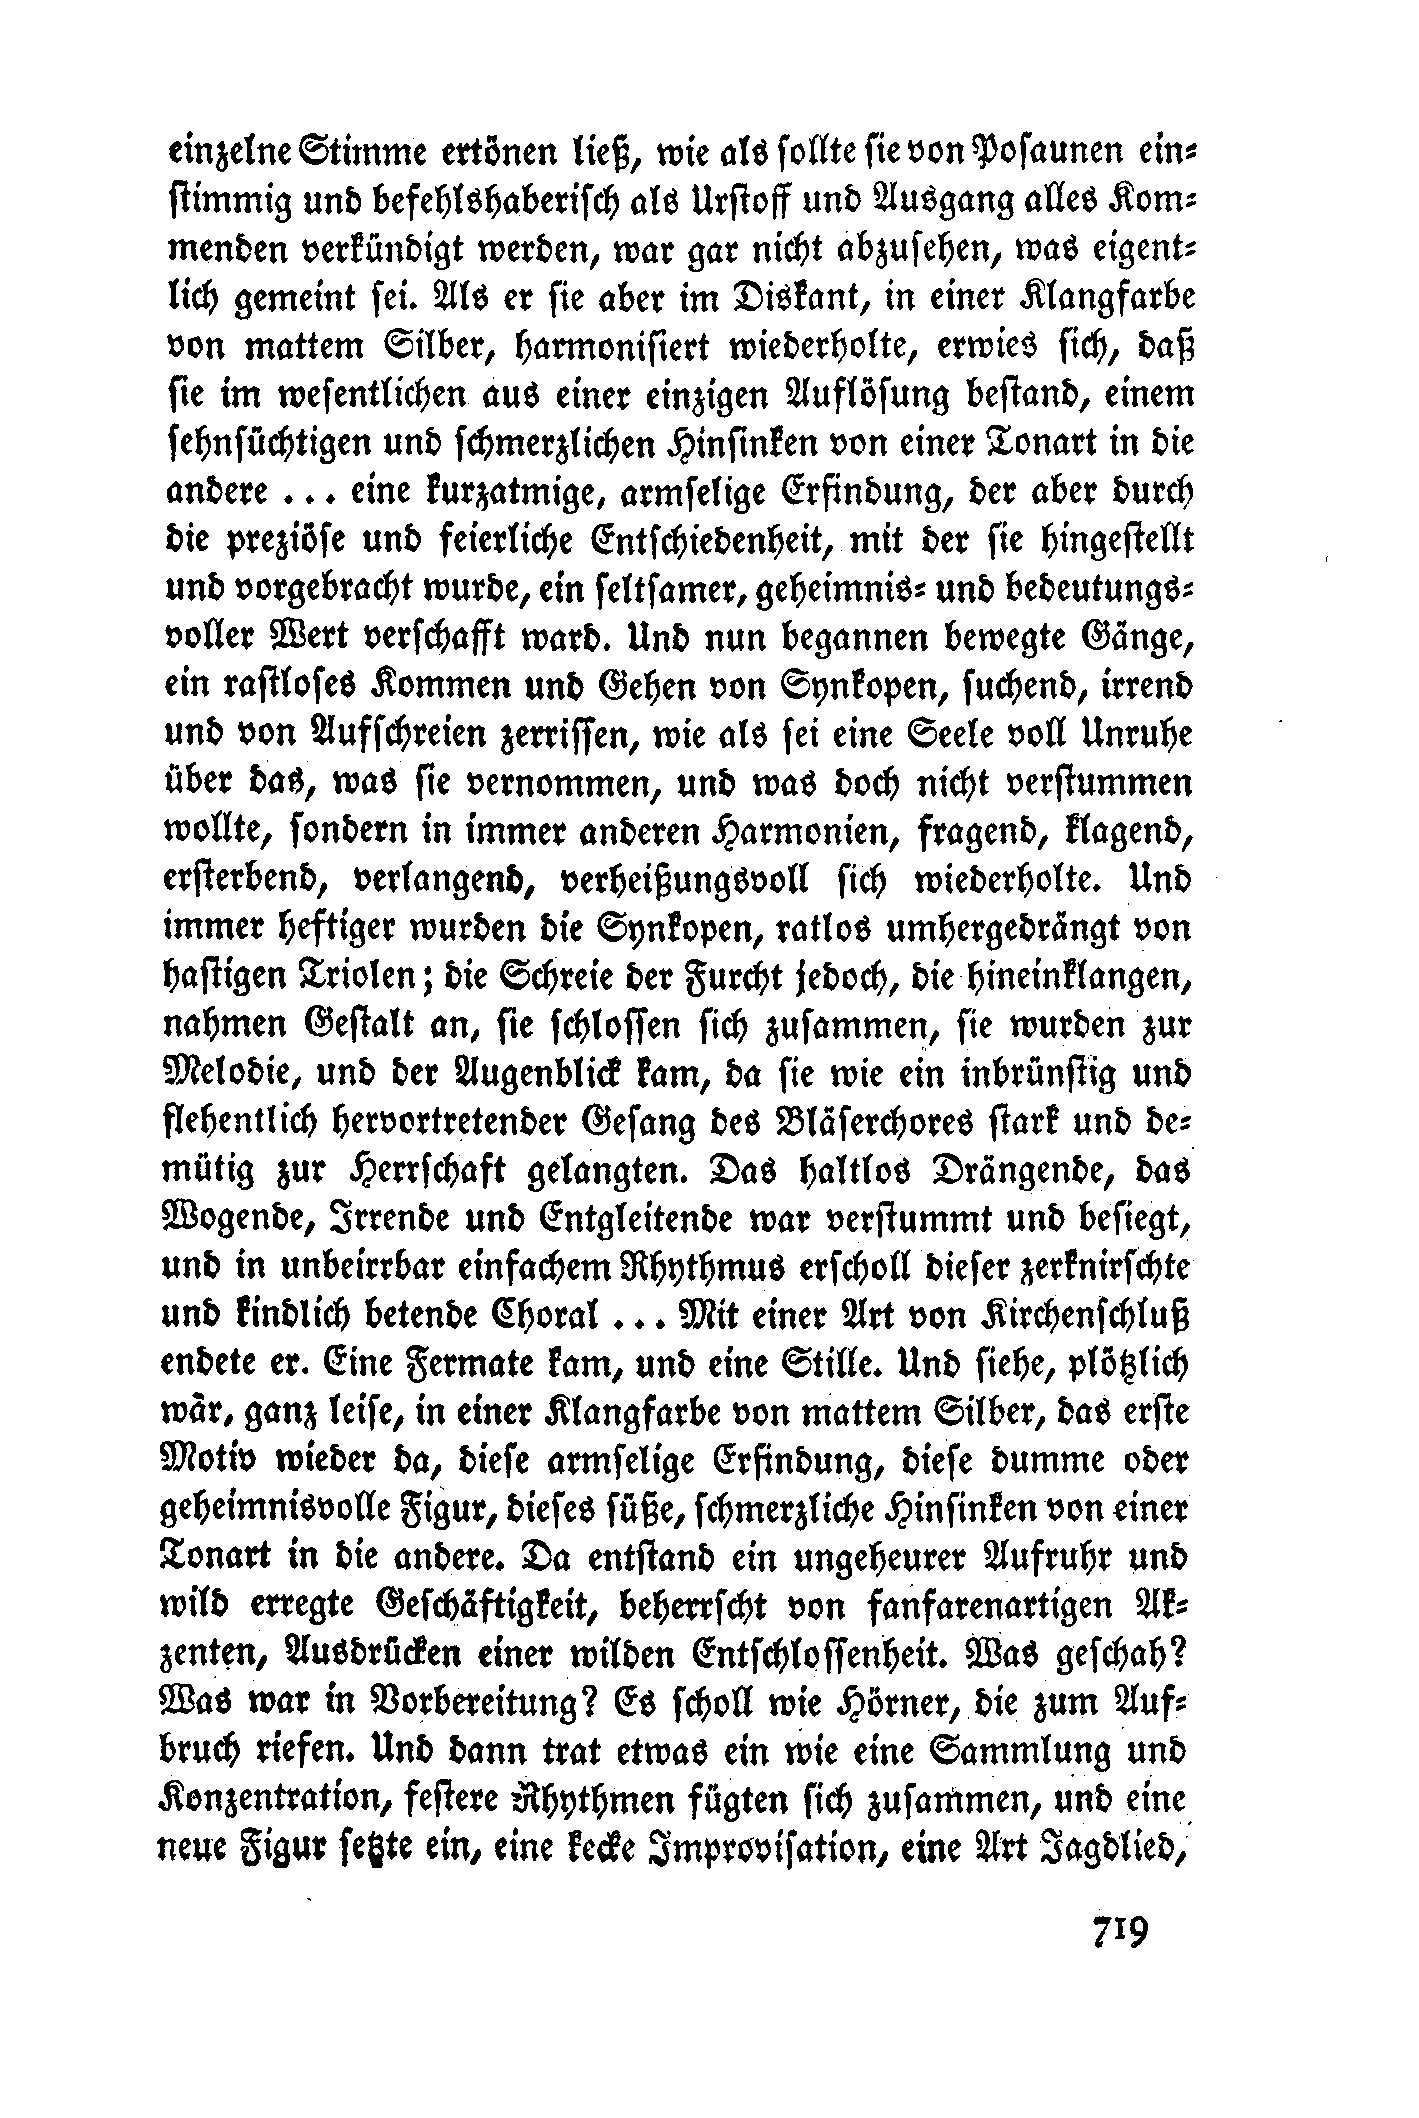 einzelne Stimme ertönen ließ, wie als sollte sie von Posaunen ein-
stimmig und befehlshaberisch als Urstoff und Ausgang alles Kom-
menden verkündigt werden, war gar nicht abzusehen, was eigent-
lich gemeint sei. Als er sie aber im Diskant, in einer Klangfarbe
von mattem Silber, harmonisiert wiederholte, erwies sich, daß
sie im wesentlichen aus einer einzigen Auflösung bestand, einem
sehnsüchtigen und schmerzlichen Hinsinken von einer Tonart in die
andere ... eine kurzatmige, armselige Erfindung, der aber durch
die preziöse und feierliche Entschiedenheit, mit der sie hingestellt
und vorgebracht wurde, ein seltsamer, geheimnis- und bedeutungs-
voller Wert verschafft ward. Und nun begannen bewegte Gänge,
ein rastloses Kommen und Gehen von Synkopen, suchend, irrend
und von Aufschreien zerrissen, wie als sei eine Seele voll Unruhe
über das, was sie vernommen, und was doch nicht verstummen
wollte, sondern in immer anderen Harmonien, fragend, klagend,
ersterbend, verlangend, verheißungsvoll sich wiederholte. Und
immer heftiger wurden die Synkopen, ratlos umhergedrängt von
hastigen Triolen; die Schreie der Furcht jedoch, die hineinklangen,
nahmen Gestalt an, sie schlossen sich zusammen, sie wurden zur
Melodie, und der Augenblick kam, da sie wie ein inbrünstig und
flehentlich hervortretender Gesang des Bläserchores stark und de-
mütig zur Herrschaft gelangten. Das haltlos Drängende, das
Wogende, Irrende und Entgleitende war verstummt und besiegt,
und in unbeirrbar einfachem Rhythmus erscholl dieser zerknirschte
und kindlich betende Choral ... Mit einer Art von Kirchenschluß
endete er. Eine Fermate kam, und eine Stille. Und siehe, plötzlich
war, ganz leise, in einer Klangfarbe von mattem Silber, das erste
Motiv wieder da, diese armselige Erfindung, diese dumme oder
geheimnisvolle Figur, dieses süße, schmerzliche Hinsinken von einer
Tonart in die andere. Da entstand ein ungeheurer Aufruhr und
wild erregte Geschäftigkeit, beherrscht von fanfarenartigen Ak-
zenten, Ausdrücken einer wilden Entschlossenheit. Was geschah?
Was war in Vorbereitung? Es scholl wie Hörner, die zum Auf-
bruch riefen. Und dann trat etwas ein wie eine Sammlung und
Konzentration, festere Rhythmen fügten sich zusammen, und eine
neue Figur setzte ein, eine kecke Improvisation, eine Art Jagdlied,
719